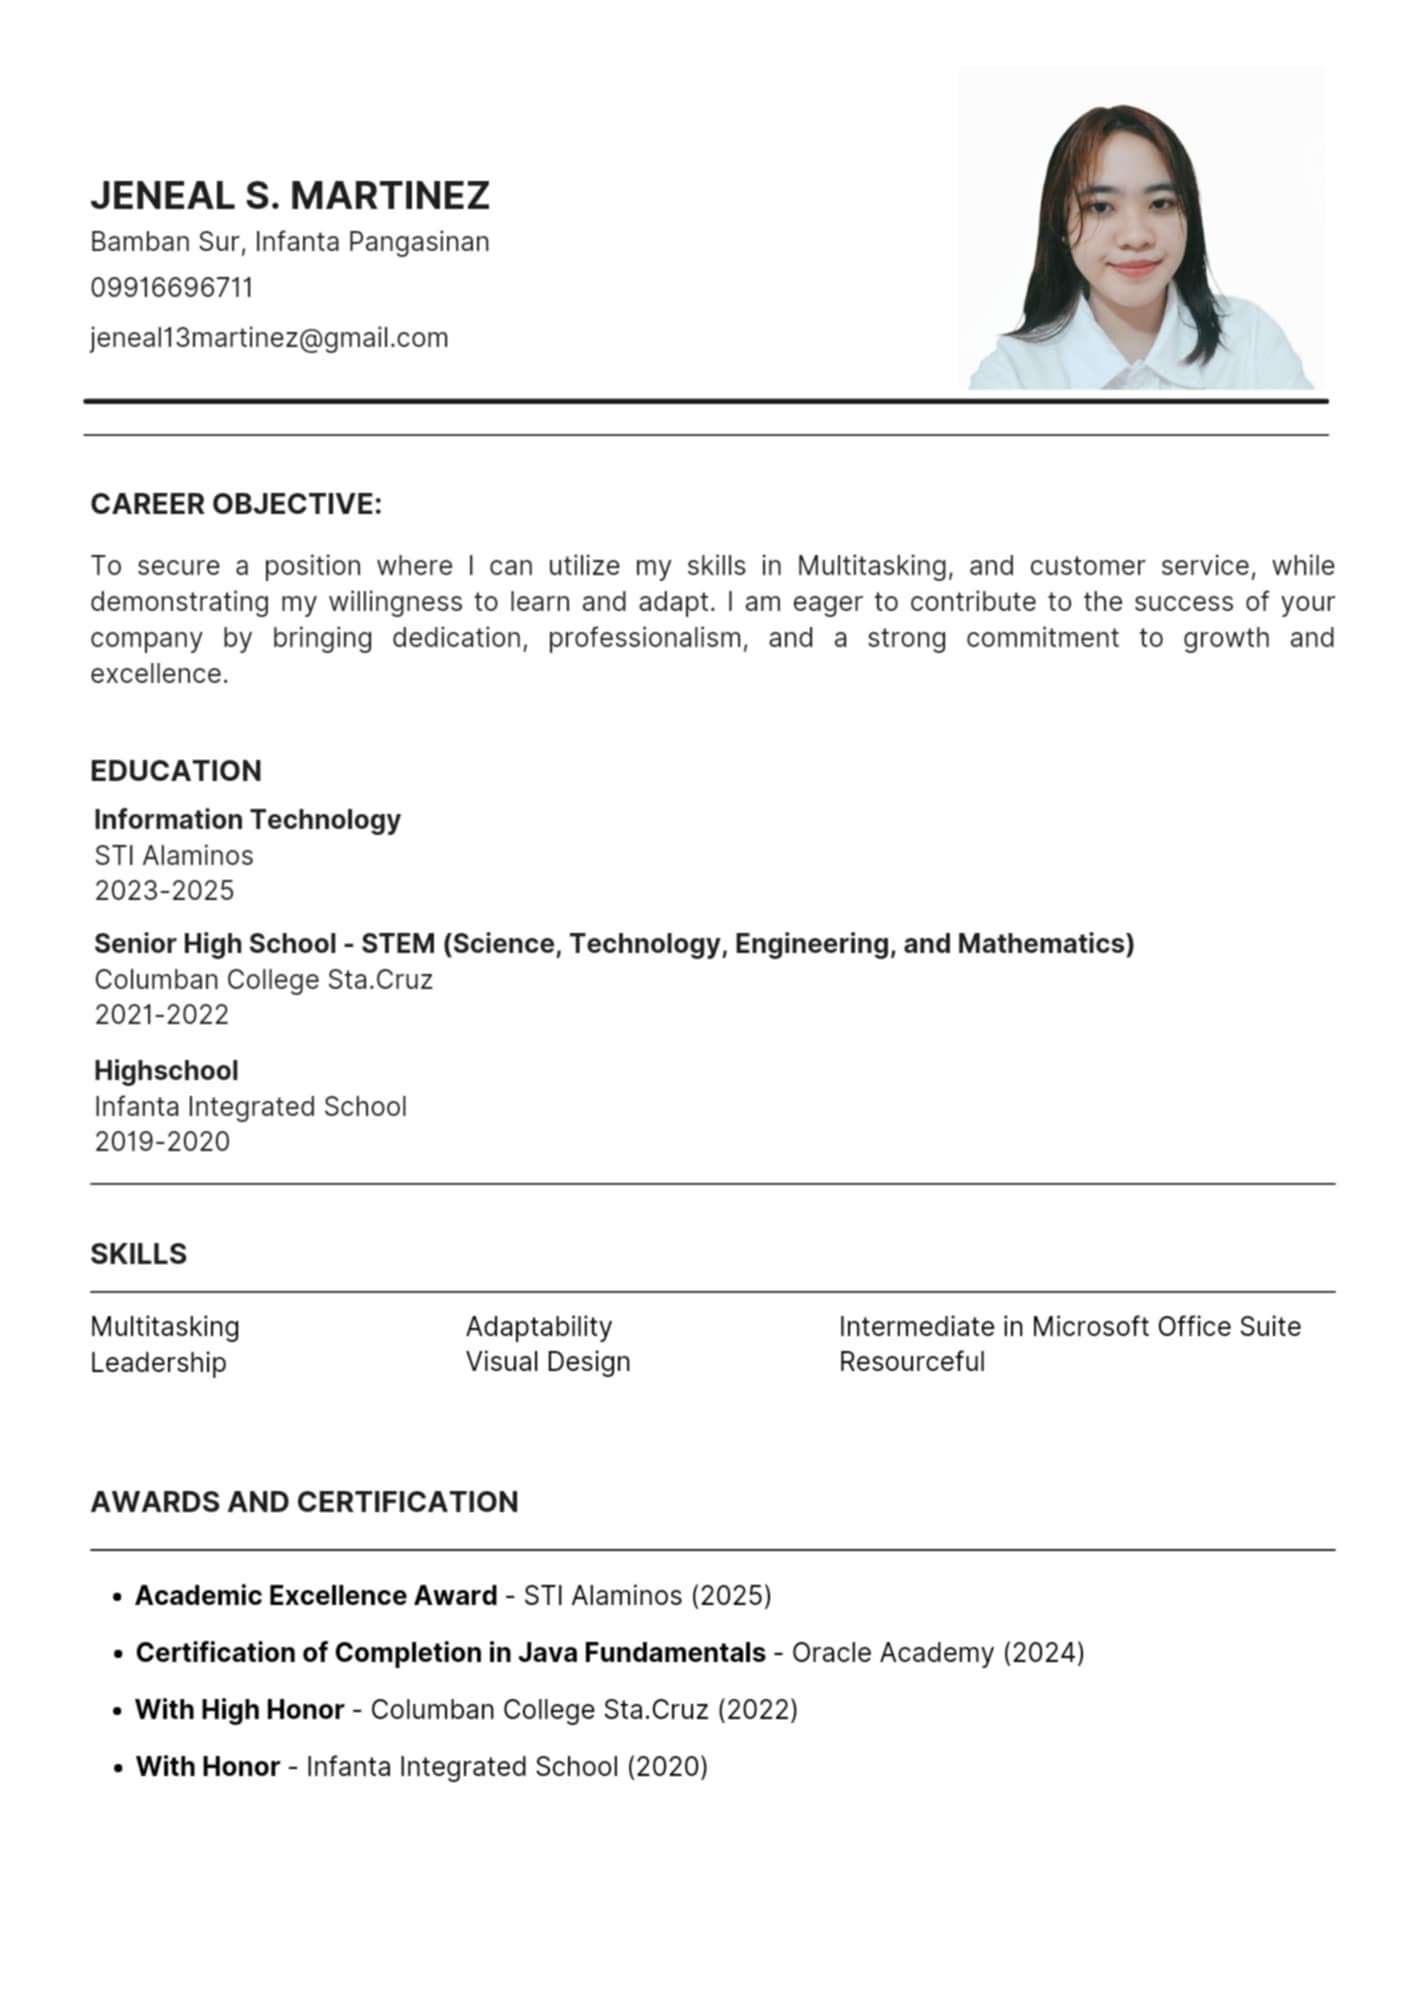 JENEAL S. MARTINEZ
Bamban Sur, Infanta Pangasinan
09916696711
jeneal13martinez@gmail.com
CAREER OBJECTIVE:
To secure a position where I can utilize my skills in Multitasking, and customer service, while
demonstrating my willingness to learn and adapt. I am eager to contribute to the success of your
company by bringing dedication, professionalism, and a strong commitment to growth and
excellence.
EDUCATION
Information Technology
STI Alaminos
2023-2025
Senior High School - STEM (Science, Technology, Engineering, and Mathematics)
Columban College Sta.Cruz
2021-2022
Highschool
Infanta Integrated School
2019-2020
SKILLS
Multitasking
Leadership
Adaptability
Visual Design
Intermediate in Microsoft Office Suite
Resourceful
AWARDS AND CERTIFICATION
• Academic Excellence Award - STI Alaminos (2025)
• Certification of Completion in Java Fundamentals - Oracle Academy (2024)
• With High Honor - Columban College Sta.Cruz (2022)
• With Honor - Infanta Integrated School (2020)